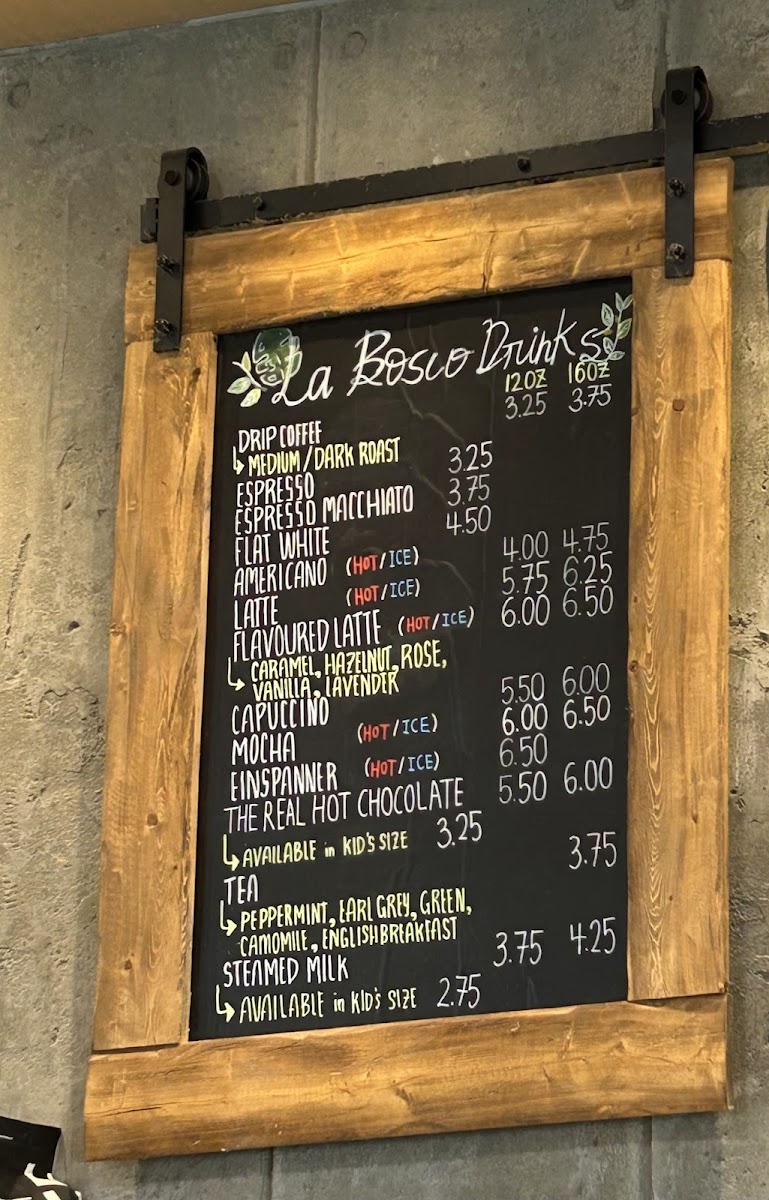 La Bosco Drinks
12OZ 16OZ
DRIP COFFEE 3.25 3.75
MEDIUM/DARK ROAST
ESPRESSO 3.25
ESPRESSO MACCHIATO 3.75
FLAT WHITE 4.50
AMERICANO (HOT/ICE) 4.00 4.75
LATTE (HOT/ICE) 5.75 6.25
FLAVOURED LATTE (HOT/ICE) 6.00 6.50
CARAMEL, HAZELNUT, ROSE,
VANILLA, LAVENDER
CAPUCCINO 5.50 6.00
MOCHA (HOT/ICE) 6.00 6.50
EINSPANNER (HOT/ICE) 6.50
THE REAL HOT CHOCOLATE 5.50 6.00
AVAILABLE in KID'S SIZE 3.25
TEA 3.75
PEPPERMINT, EARL GREY, GREEN,
CAMOMILE, ENGLISH BREAKFAST
STEAMED MILK 3.75 4.25
AVAILABLE in KID'S SIZE 2.75